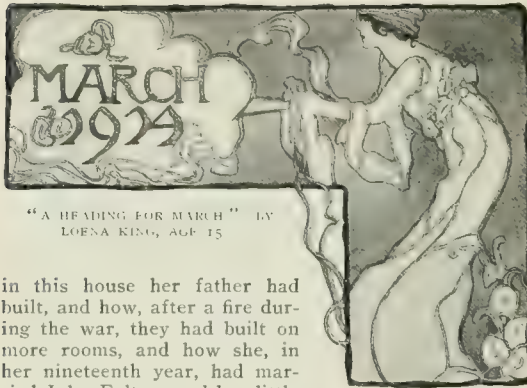 MARCH
1924
"A HEADING FOR MARCH" BY
LOENA KING, AGE 15
in this house her father had
built, and how, after a fire dur-
ing the war, they had built on
more rooms, and how she, in
her nineteenth year, had mar-